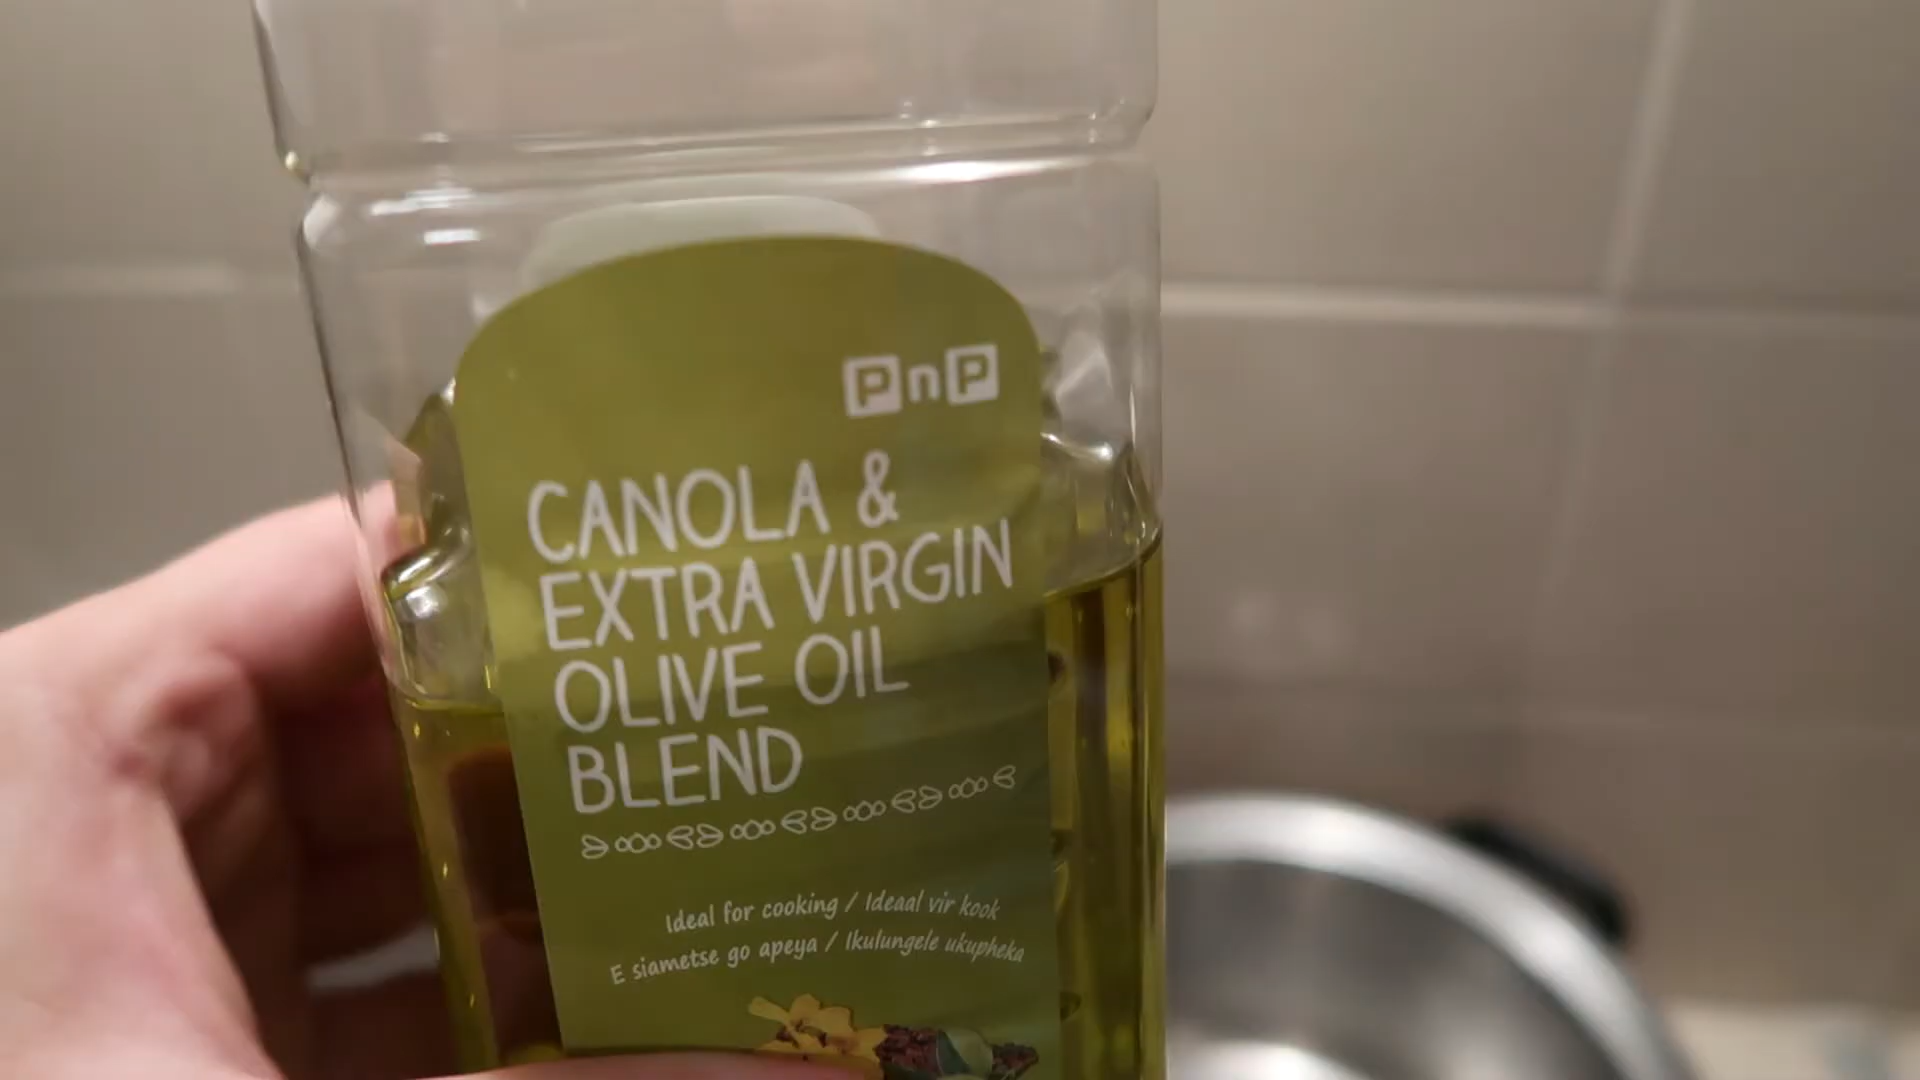 PnP
CANOLA &
EXTRA VIRGIN
OLIVE OIL
BLEND
Ideal for cooking / Ideaal vir kook
E siametse go apeya / Ikulungele ukupheka